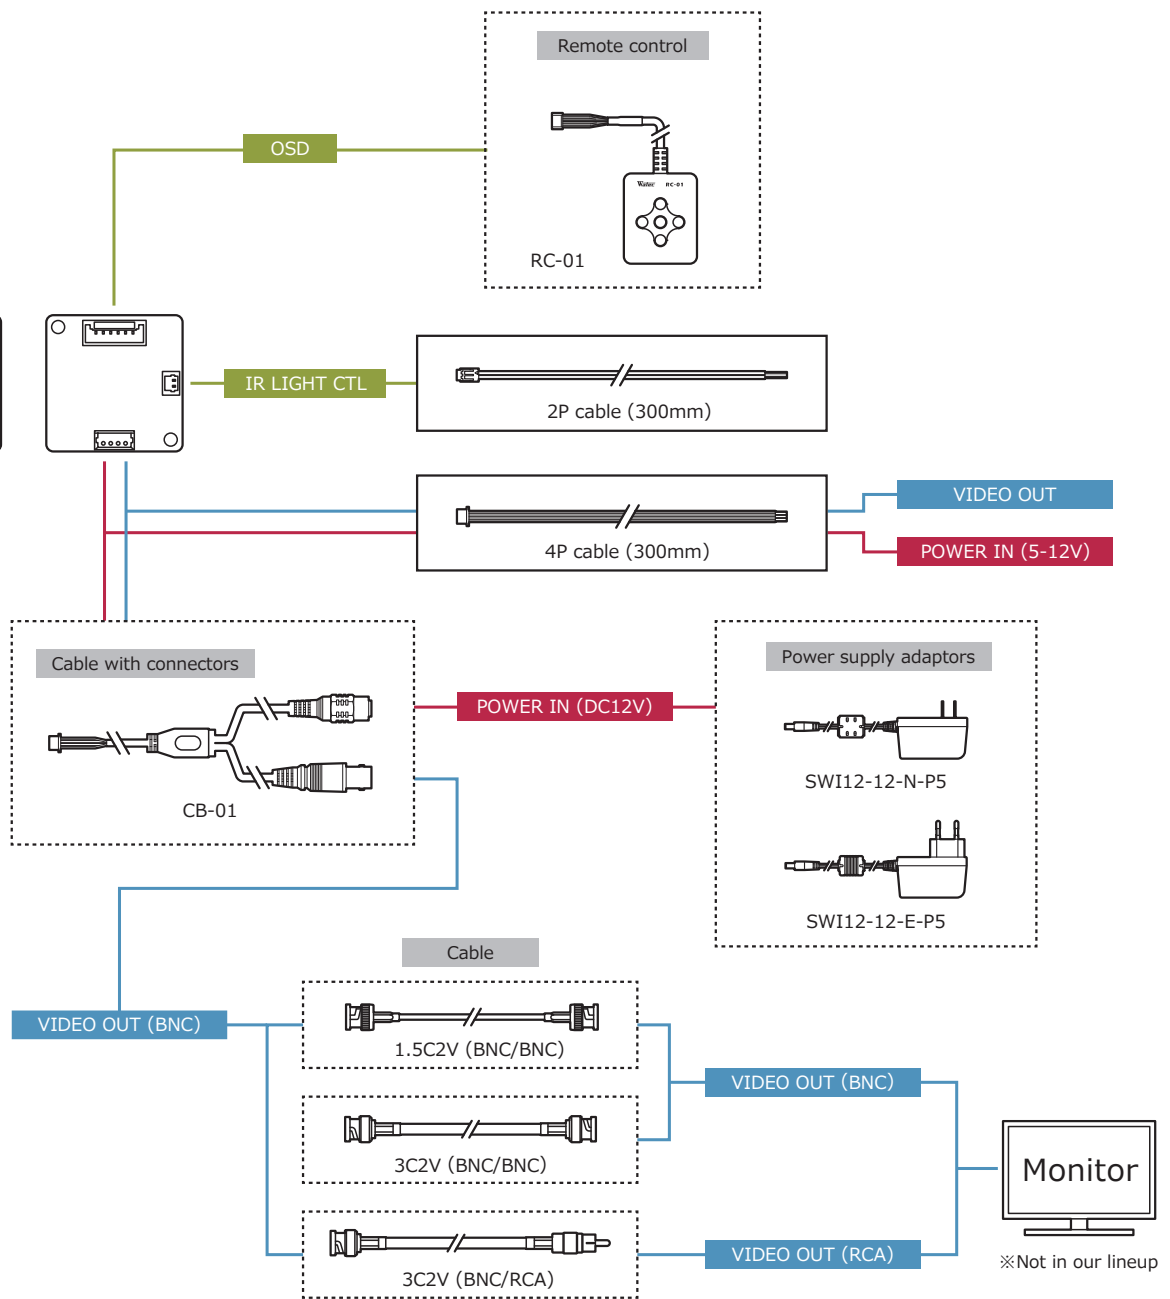 Remote control
OSD
Watec RC-01
RC-01
IR LIGHT CTL
2P cable (300mm)
VIDEO OUT
4P cable (300mm)
POWER IN (5-12V)
Cable with connectors
Power supply adaptors
POWER IN (DC12V)
SWI12-12-N-P5
CB-01
SWI12-12-E-P5
Cable
VIDEO OUT (BNC)
1.5C2V (BNC/BNC)
VIDEO OUT (BNC)
3C2V (BNC/BNC)
Monitor
VIDEO OUT (RCA)
※Not in our lineup
3C2V (BNC/RCA)